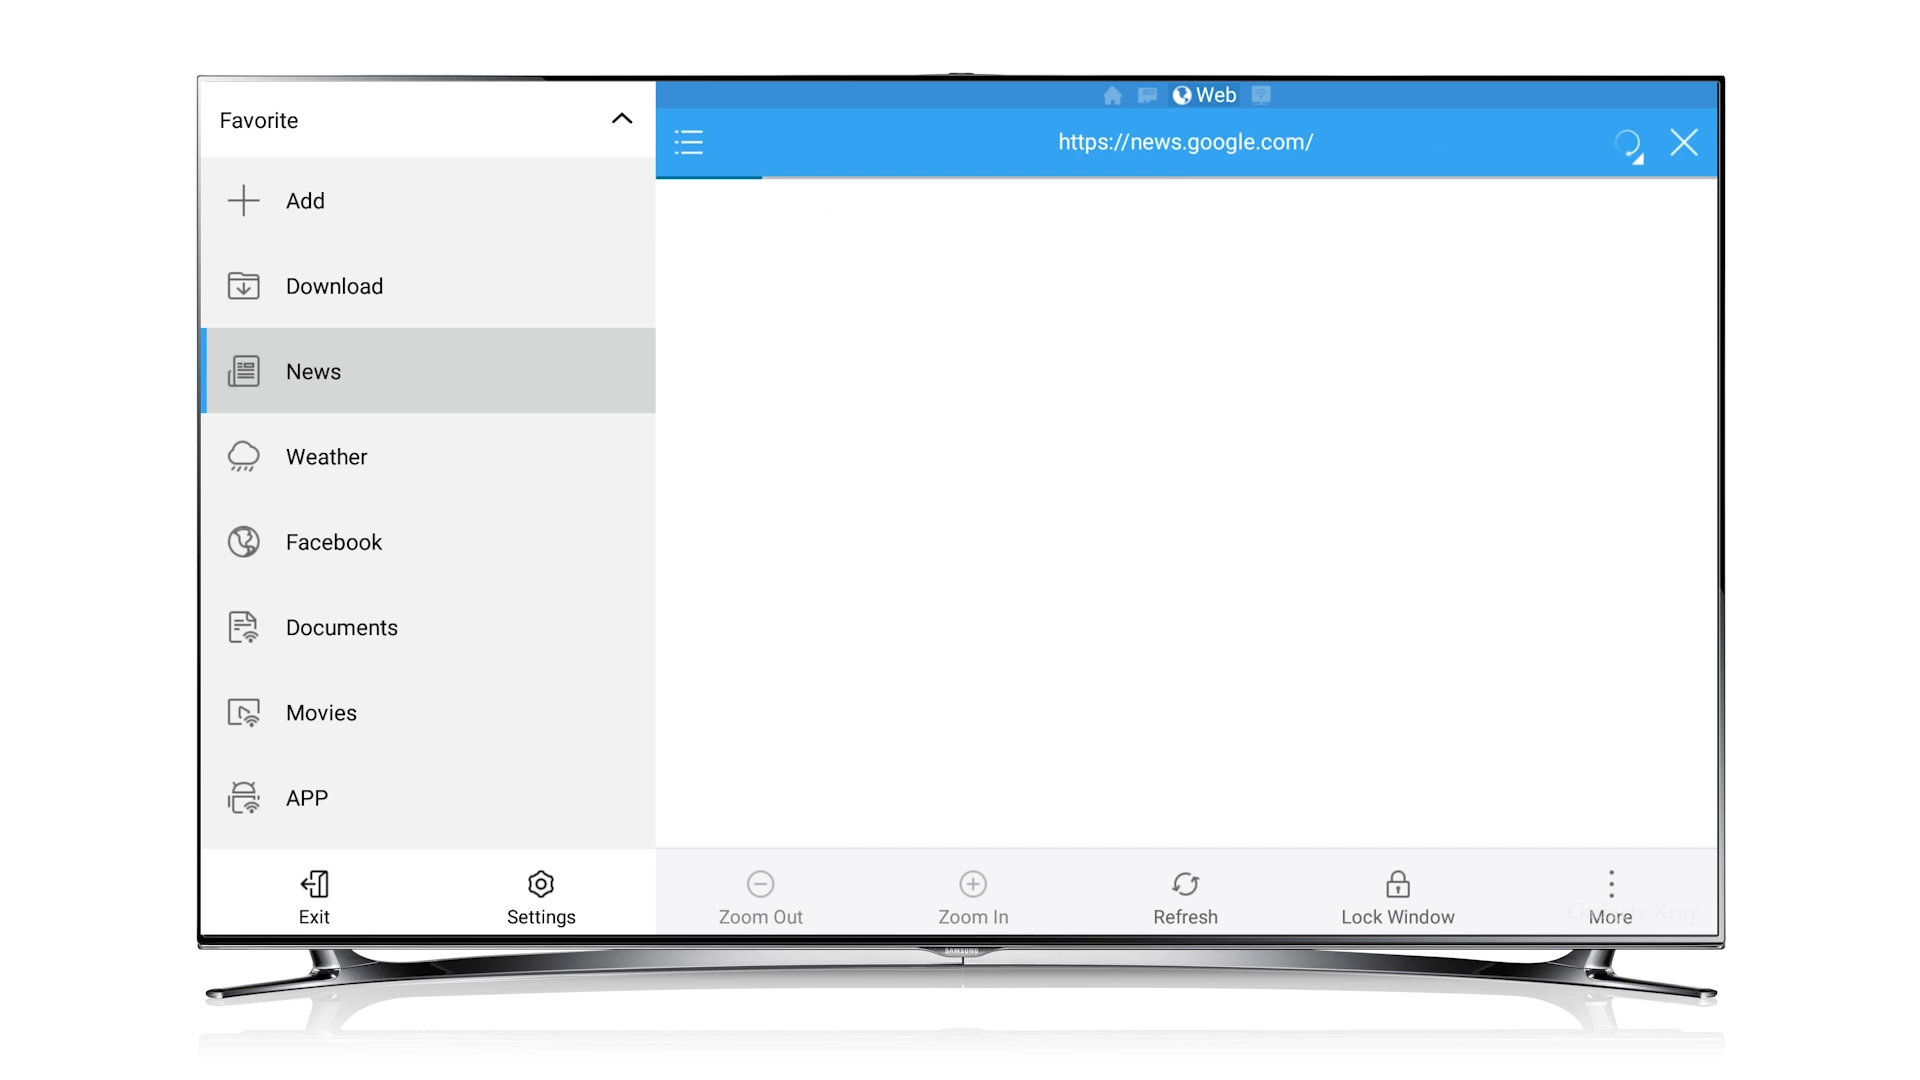 Favorite
Add
Download
News
Weather
Facebook
Documents
Movies
APP
Exit
Settings
Web
https://news.google.com/
Zoom Out
Zoom In
Refresh
Lock Window
More
SAMSUNG